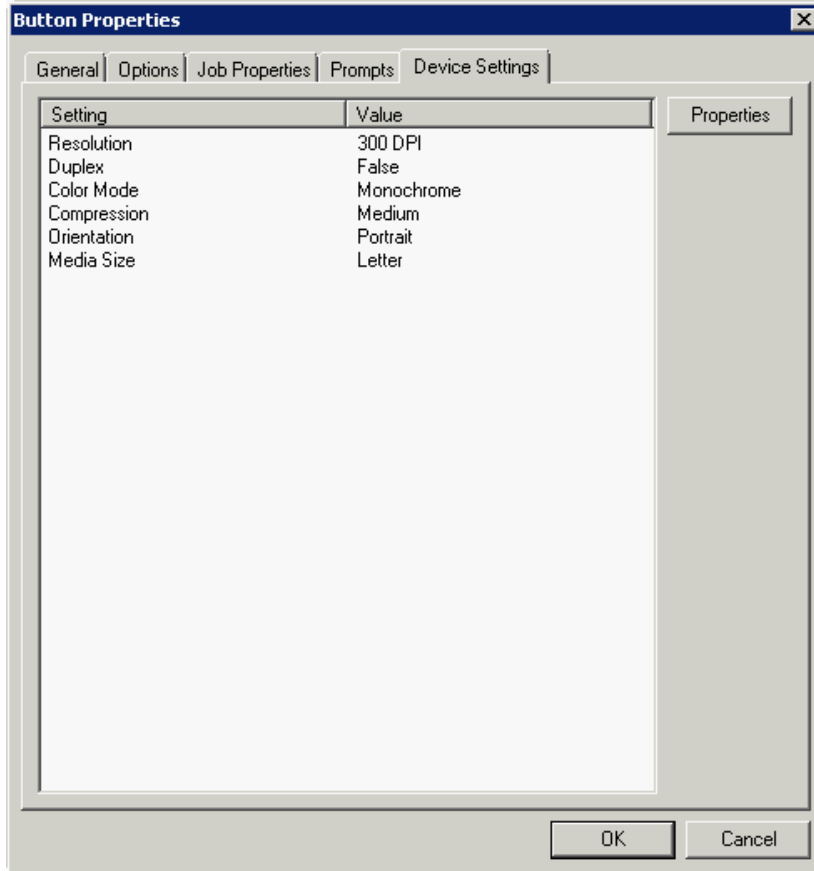 Button Properties
General Options Job Properties Prompts Device Settings
Setting Value Properties
Resolution 300 DPI
Duplex False
Color Mode Monochrome
Compression Medium
Orientation Portrait
Media Size Letter
OK Cancel